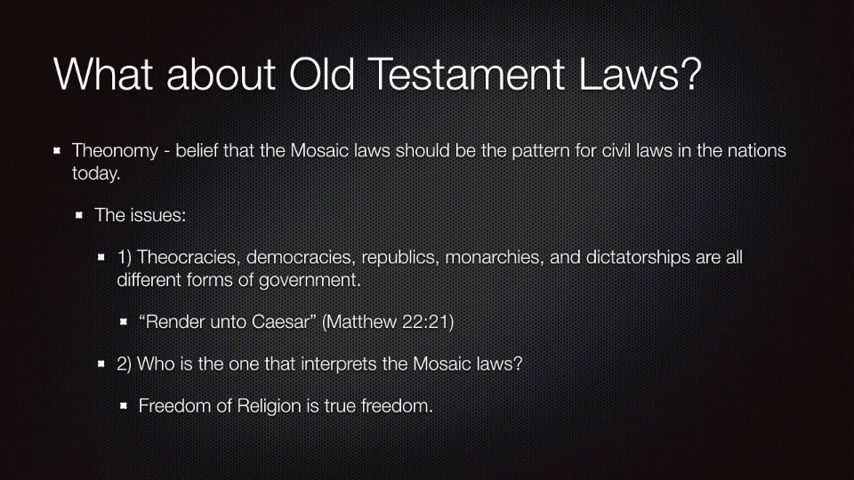 What about Old Testament Laws?
Theonomy - belief that the Mosaic laws should be the pattern for civil laws in the nations
today.
The issues:
1) Theocracies, democracies, republics, monarchies, and dictatorships are all
different forms of government.
“Render unto Caesar” (Matthew 22:21)
2) Who is the one that interprets the Mosaic laws?
Freedom of Religion is true freedom.